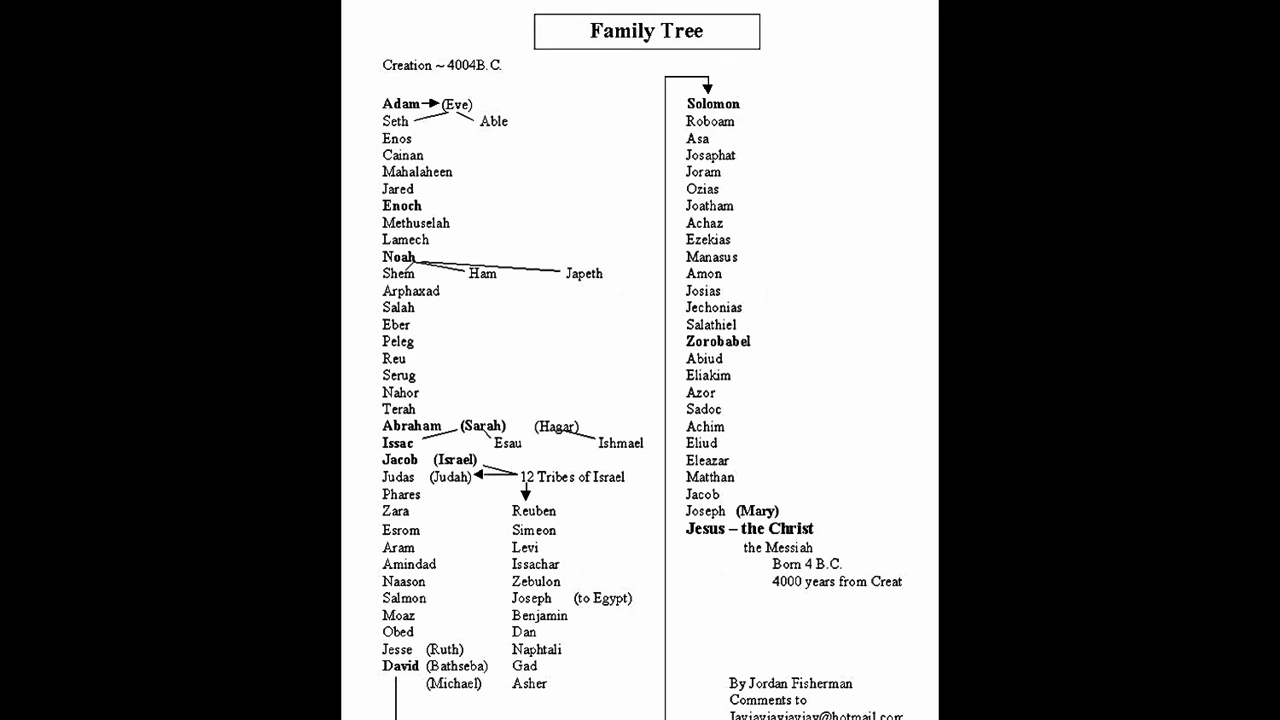 Family Tree
Creation ~ 4004B.C.
Adam (Eve)
Seth Able
Enos
Cainan
Mahalaheen
Jared
Enoch
Methuselah
Lamech
Noah
Shem Ham Japeth
Arphaxad
Salah
Eber
Peleg
Reu
Serug
Nahor
Terah
Abraham (Sarah) (Hagar)
Issac Esau Ishmael
Jacob (Israel)
Judas (Judah) 12 Tribes of Israel
Phares
Zara Reuben
Esrom Simeon
Aram Levi
Amindad Issachar
Naason Zebulon
Salmon Joseph (to Egypt)
Moaz Benjamin
Obed Dan
Jesse (Ruth) Naphtali
David (Bathseba) Gad
(Michael) Asher
Solomon
Roboam
Asa
Josaphat
Joram
Ozias
Joatham
Achaz
Ezekias
Manasus
Amon
Josias
Jechonias
Salathiel
Zorobabel
Abiud
Eliakim
Azor
Sadoc
Achim
Eliud
Eleazar
Matthan
Jacob
Joseph (Mary)
Jesus – the Christ
the Messiah
Born 4 B.C.
4000 years from Creat
By Jordan Fisherman
Comments to